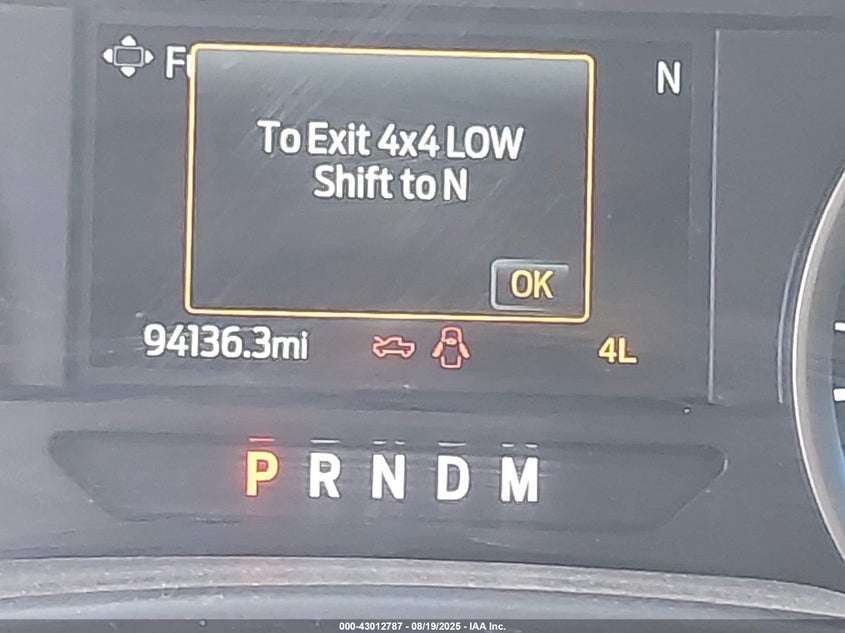 N
To Exit 4x4 LOW
Shift to N
OK
94136.3mi
4L
P R N D M
000-43012787 - 08/19/2025 - IAA Inc.